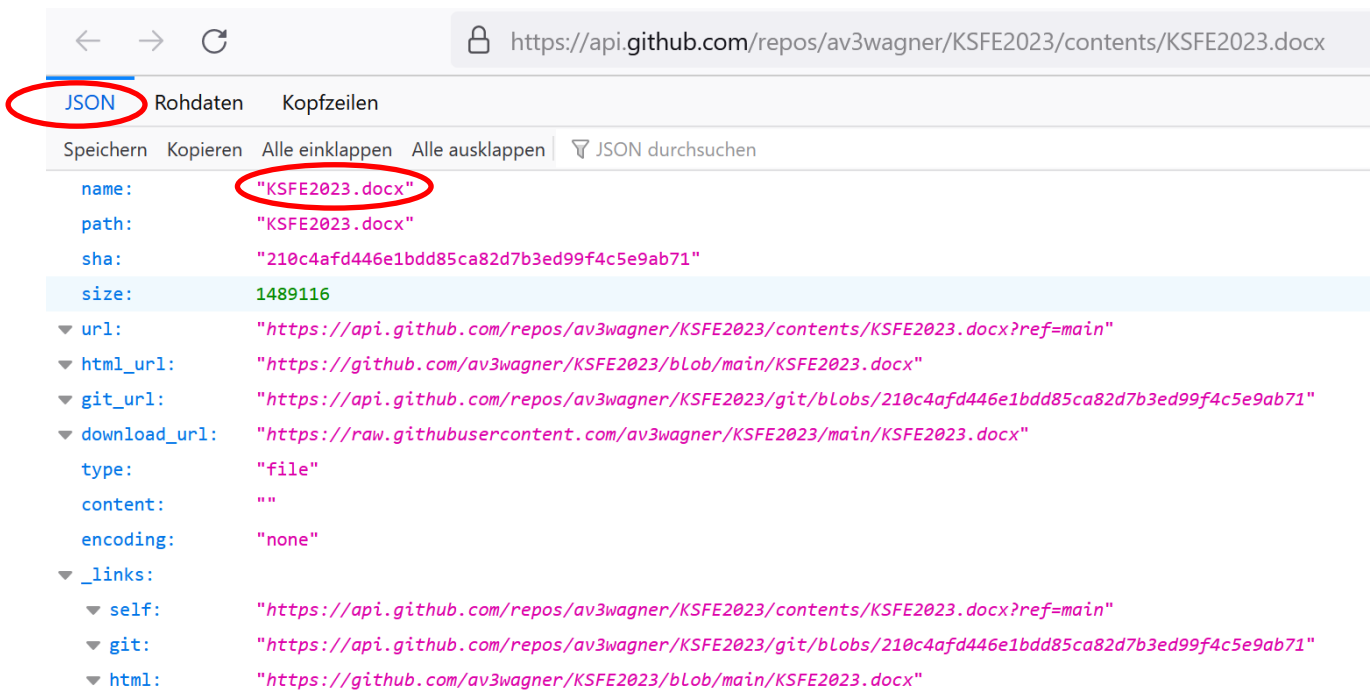 https://api.github.com/repos/av3wagner/KSFE2023/contents/KSFE2023.docx
JSON Rohdaten Kopfzeilen
Speichern Kopieren Alle einklappen Alle ausklappen JSON durchsuchen
name: "KSFE2023.docx"
path: "KSFE2023.docx"
sha: "210c4afd446e1bdd85ca82d7b3ed99f4c5e9ab71"
size: 1489116
url: "https://api.github.com/repos/av3wagner/KSFE2023/contents/KSFE2023.docx?ref=main"
html_url: "https://github.com/av3wagner/KSFE2023/blob/main/KSFE2023.docx"
git_url: "https://api.github.com/repos/av3wagner/KSFE2023/git/blobs/210c4afd446e1bdd85ca82d7b3ed99f4c5e9ab71"
download_url: "https://raw.githubusercontent.com/av3wagner/KSFE2023/main/KSFE2023.docx"
type: "file"
content: ""
encoding: "none"
_links:
self: "https://api.github.com/repos/av3wagner/KSFE2023/contents/KSFE2023.docx?ref=main"
git: "https://api.github.com/repos/av3wagner/KSFE2023/git/blobs/210c4afd446e1bdd85ca82d7b3ed99f4c5e9ab71"
html: "https://github.com/av3wagner/KSFE2023/blob/main/KSFE2023.docx"